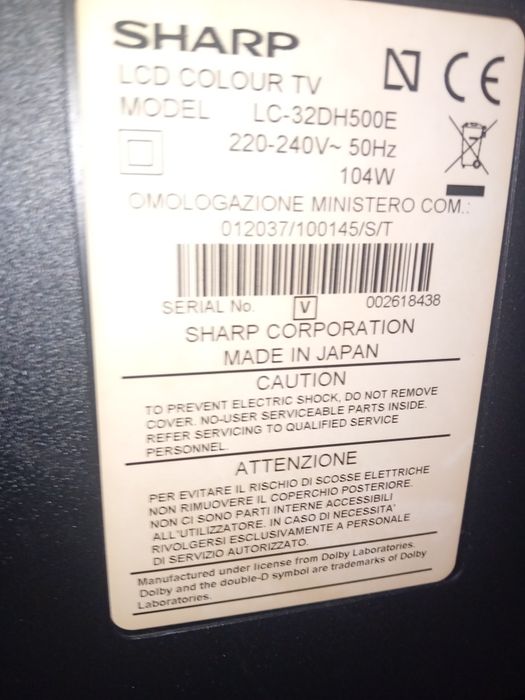 SHARP
LCD COLOUR TV
MODEL LC-32DH500E
220-240V~ 50Hz
104W
OMOLOGAZIONE MINISTERO COM.:
012037/100145/S/T
SERIAL No. V 002618438
SHARP CORPORATION
MADE IN JAPAN
CAUTION
TO PREVENT ELECTRIC SHOCK, DO NOT REMOVE
COVER. NO-USER SERVICEABLE PARTS INSIDE.
REFER SERVICING TO QUALIFIED SERVICE
PERSONNEL.
ATTENZIONE
PER EVITARE IL RISCHIO DI SCOSSE ELETTRICHE
NON RIMUOVERE IL COPERCHIO POSTERIORE.
NON CI SONO PARTI INTERNE ACCESSIBILI
ALL'UTILIZZATORE. IN CASO DI NECESSITA'
RIVOLGERSI ESCLUSIVAMENTE A PERSONALE
DI SERVIZIO AUTORIZZATO.
Manufactured under license from Dolby Laboratories.
Dolby and the double-D symbol are trademarks of Dolby
Laboratories.